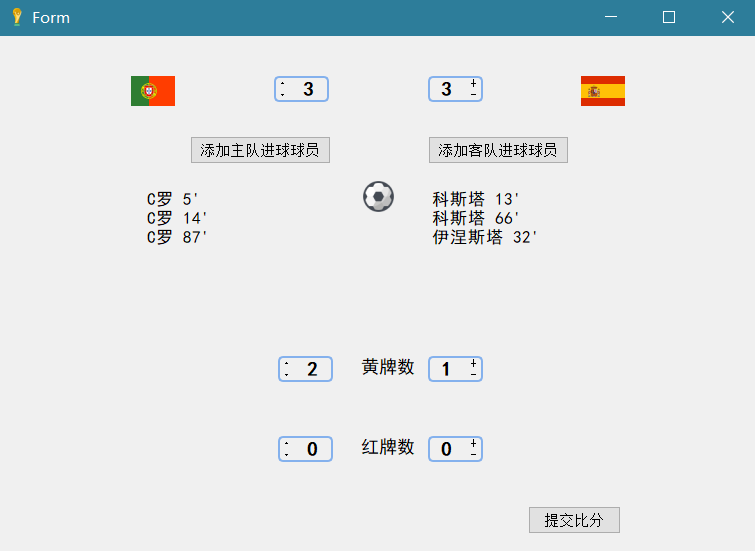 Form
3 3
添加主队进球球员 添加客队进球球员
C罗 5' 科斯塔 13'
C罗 14' 科斯塔 66'
C罗 87' 伊涅斯塔 32'
2 黄牌数 1
0 红牌数 0
提交比分